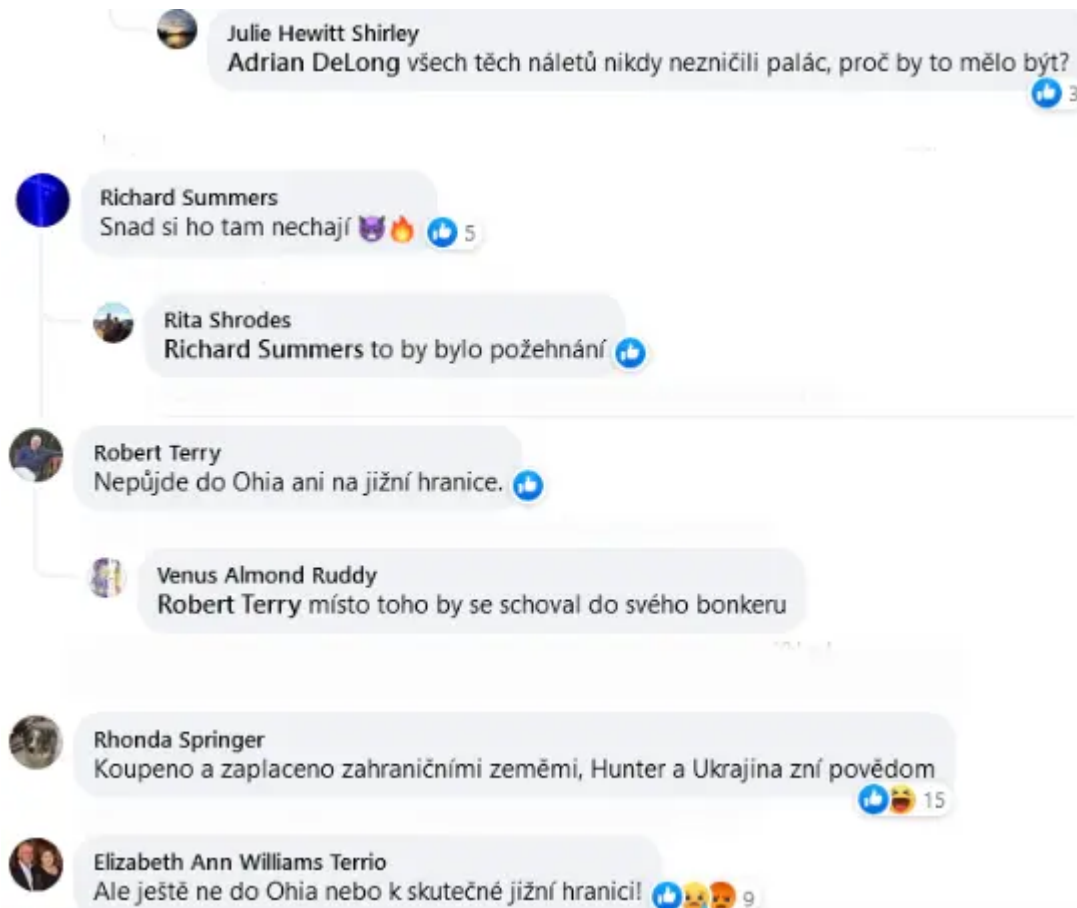 Julie Hewitt Shirley
Adrian DeLong všech těch náletů nikdy nezničili palác, proč by to mělo být?
3
Richard Summers
Snad si ho tam nechají 😈🔥 5
Rita Shrodes
Richard Summers to by bylo požehnání
Robert Terry
Nepůjde do Ohia ani na jižní hranice.
Venus Almond Ruddy
Robert Terry místo toho by se schoval do svého bonkeru
Rhonda Springer
Koupeno a zaplaceno zahraničními zeměmi, Hunter a Ukrajina zní povědom
15
Elizabeth Ann Williams Terrio
Ale ještě ne do Ohia nebo k skutečné jižní hranici! 9